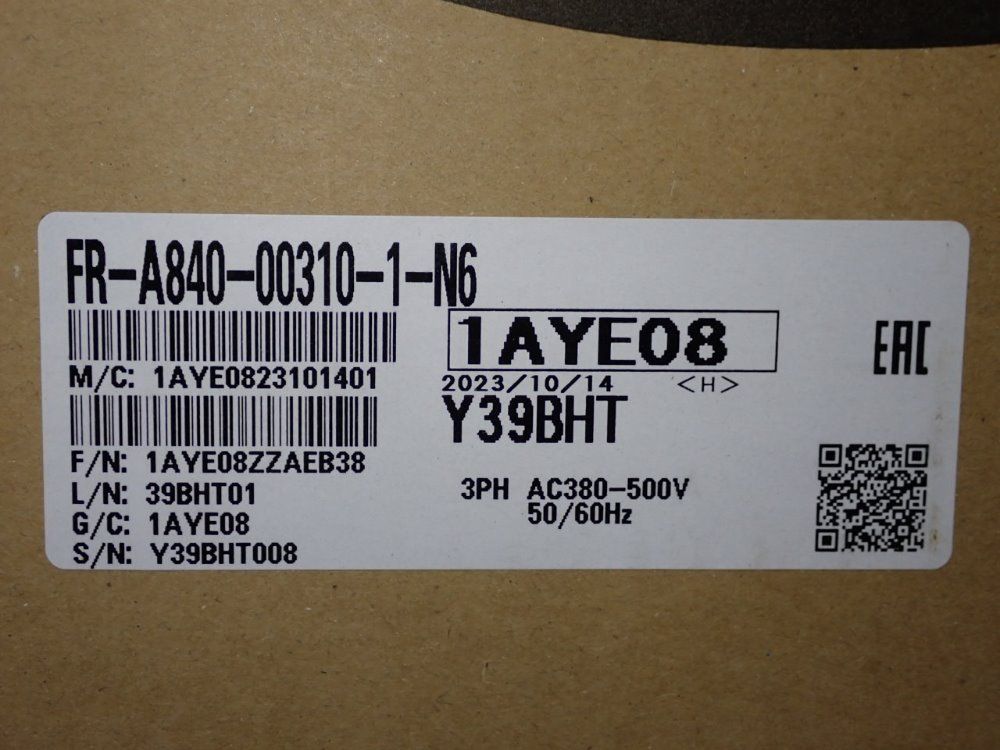 FR-A840-00310-1-N6
1AYE08
EAC
M/C: 1AYE0823101401
2023/10/14 <H>
Y39BHT
F/N: 1AYE08ZZAEB38
L/N: 39BHT01
G/C: 1AYE08
S/N: Y39BHT008
3PH AC380-500V
50/60Hz